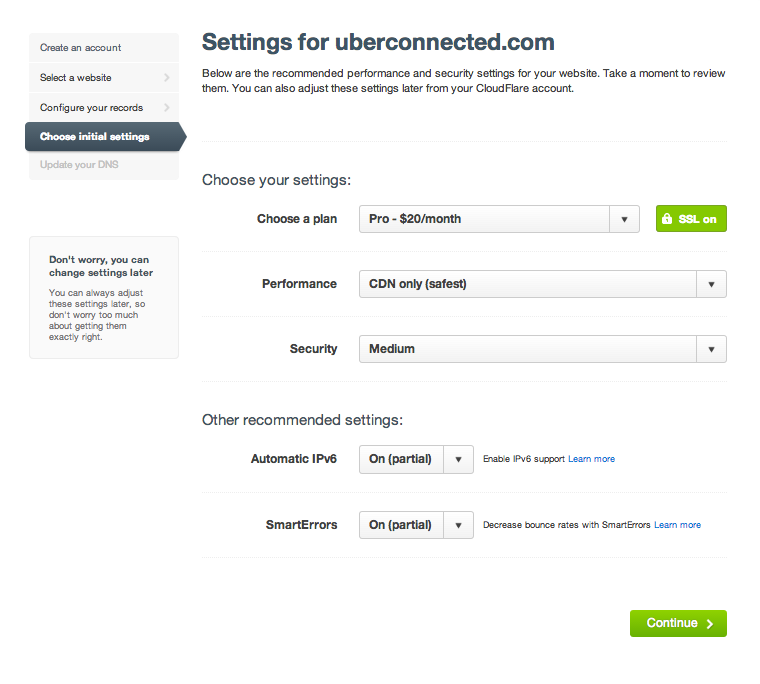 Create an account
Select a website
Configure your records
Choose initial settings
Update your DNS
Don't worry, you can
change settings later
You can always adjust
these settings later, so
don't worry too much
about getting them
exactly right.
Settings for uberconnected.com
Below are the recommended performance and security settings for your website. Take a moment to review
them. You can also adjust these settings later from your CloudFlare account.
Choose your settings:
Choose a plan Pro - $20/month SSL on
Performance CDN only (safest)
Security Medium
Other recommended settings:
Automatic IPv6 On (partial) Enable IPv6 support Learn more
SmartErrors On (partial) Decrease bounce rates with SmartErrors Learn more
Continue